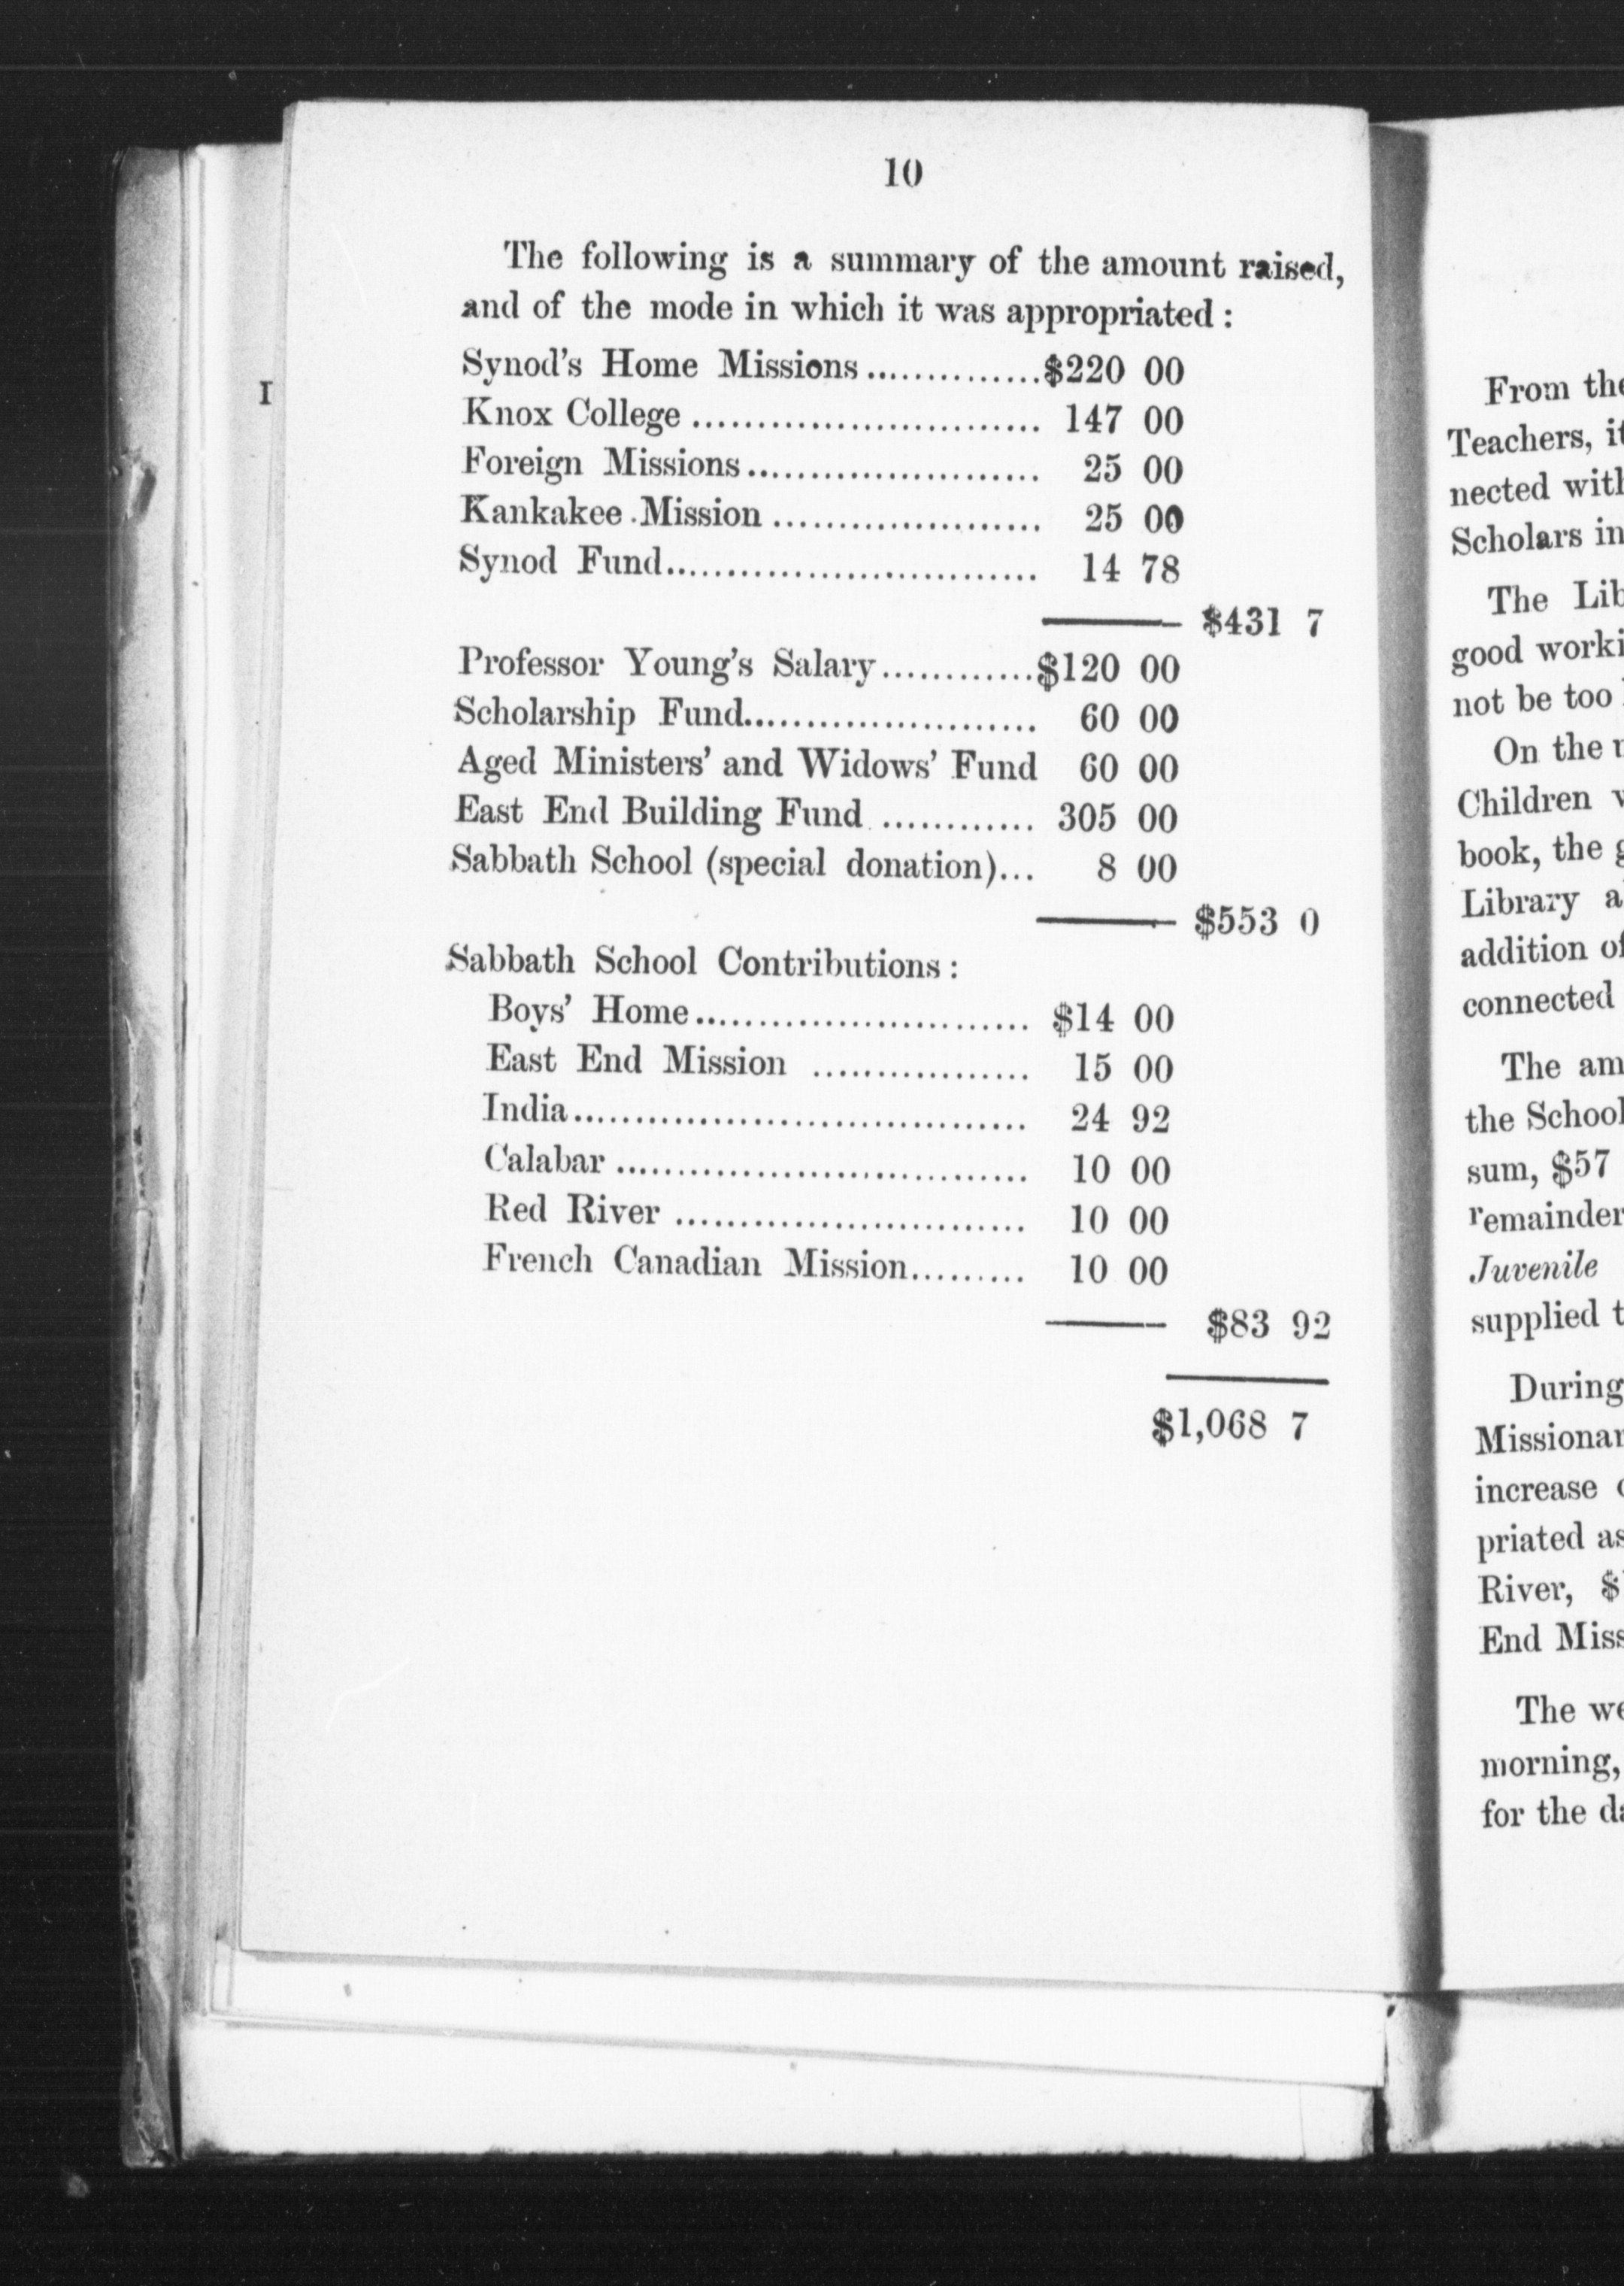 10
The following is a summary of the amount raised,
and of the mode in which it was appropriated :
Synod's Home Missions..............$220 00
Knox College ........................... 147 00
Foreign Missions....................... 25 00
Kankakee Mission ..................... 25 00
Synod Fund............................. 14 78
$431 7
Professor Young's Salary............$120 00
Scholarship Fund....................... 60 00
Aged Ministers' and Widows' Fund 60 00
East End Building Fund ............ 305 00
Sabbath School (special donation)... 8 00
$553 0
Sabbath School Contributions :
Boys' Home.......................... $14 00
East End Mission ................. 15 00
India................................... 24 92
Calabar ................................ 10 00
Red River ........................... 10 00
French Canadian Mission......... 10 00
$83 92
$1,068 7
I
From the
Teachers, it
nected with
Scholars in
The Lib
good worki
not be too
On the
Children
book, the
Library a
addition of
connected
The am
the School
sum, $57
remainder
Juvenile
supplied t
During
Missionar
increase
priated as
River, $
End Miss
The we
morning,
for the da